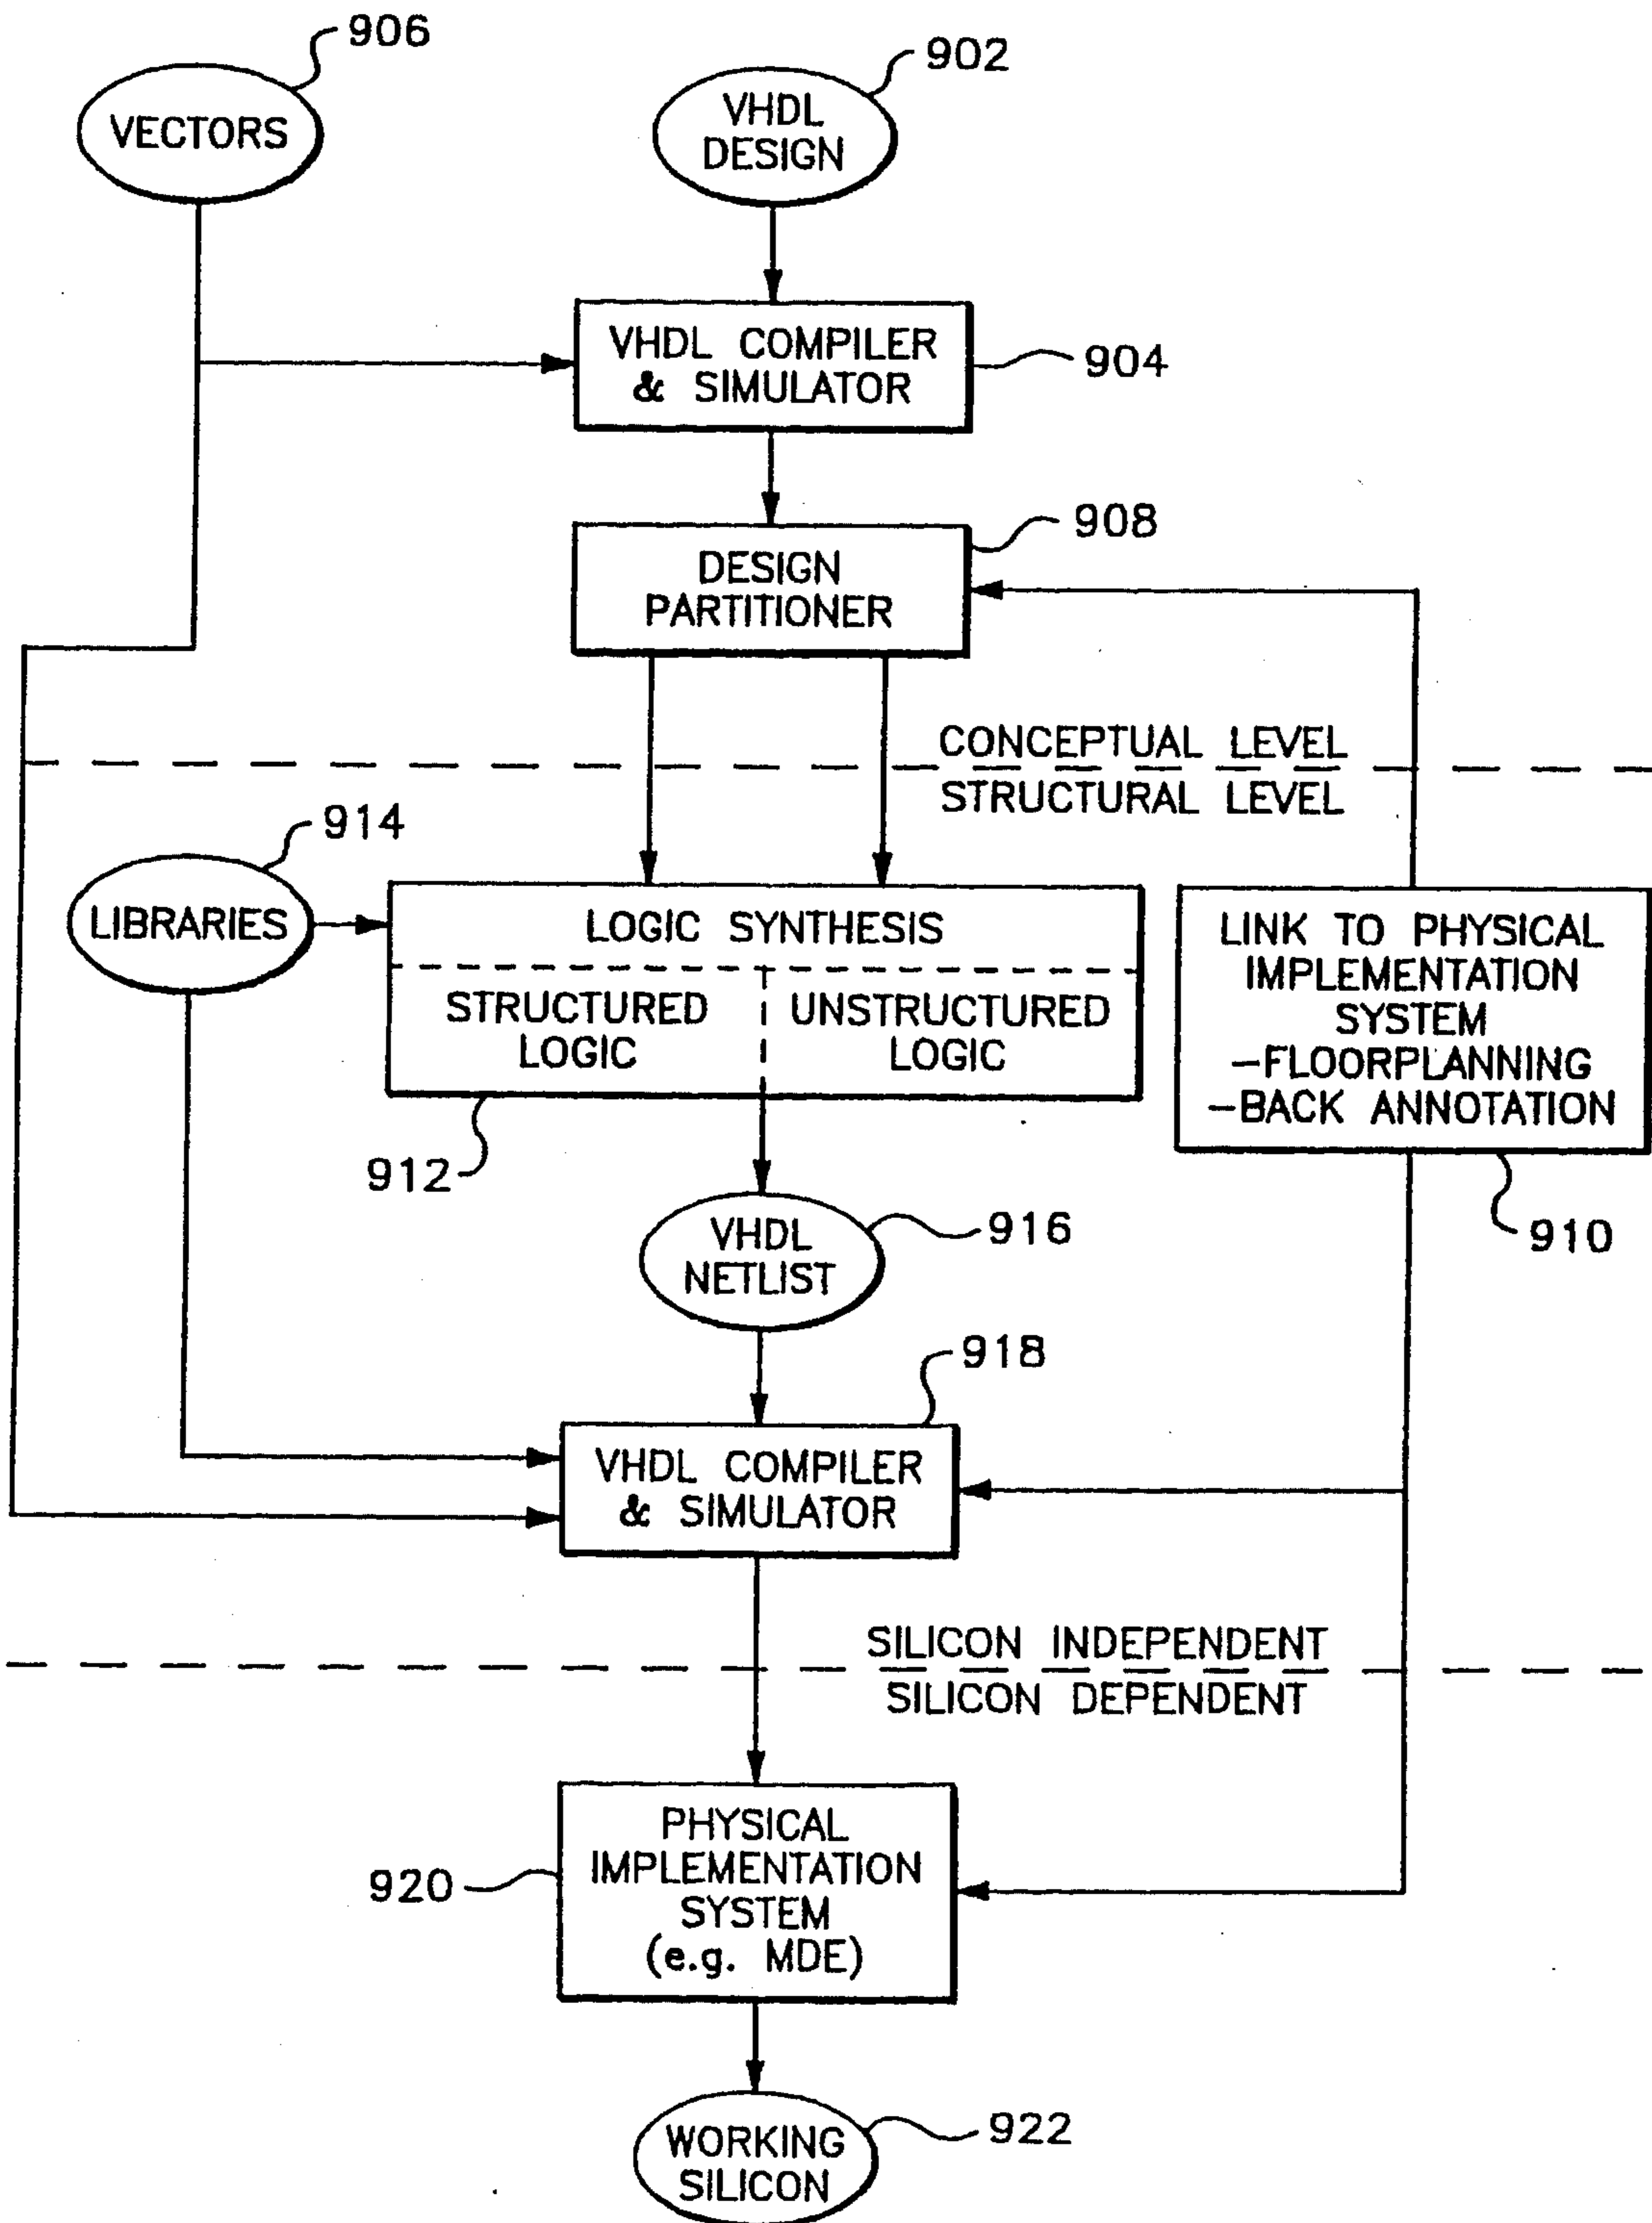 906
902
VECTORS
VHDL
DESIGN
VHDL COMPILER
& SIMULATOR
904
908
DESIGN
PARTITIONER
CONCEPTUAL LEVEL
STRUCTURAL LEVEL
914
LIBRARIES
LOGIC SYNTHESIS
STRUCTURED
LOGIC
UNSTRUCTURED
LOGIC
LINK TO PHYSICAL
IMPLEMENTATION
SYSTEM
-FLOORPLANNING
-BACK ANNOTATION
912
910
VHDL
NETLIST
916
918
VHDL COMPILER
& SIMULATOR
SILICON INDEPENDENT
SILICON DEPENDENT
PHYSICAL
IMPLEMENTATION
SYSTEM
(e.g. MDE)
920
WORKING
SILICON
922